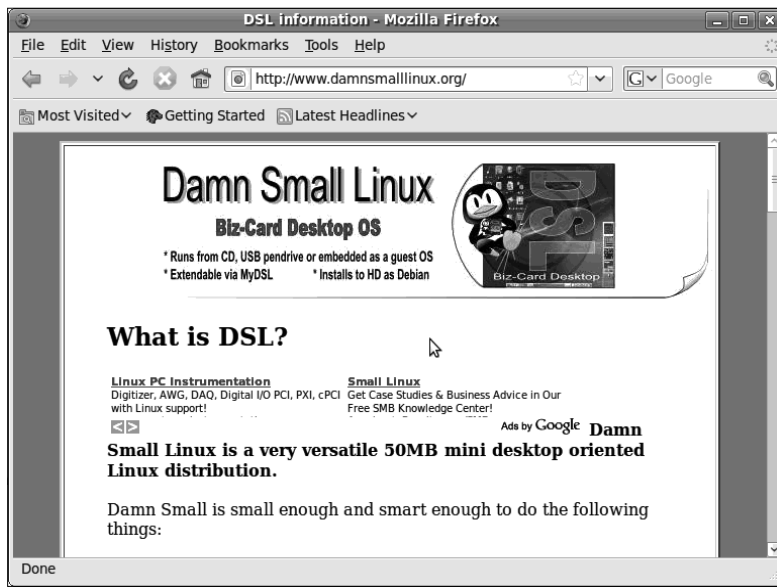 DSL information - Mozilla Firefox
File Edit View History Bookmarks Tools Help
http://www.damnsmalllinux.org/
G Google
Most Visited Getting Started Latest Headlines
Damn Small Linux
Biz-Card Desktop OS
* Runs from CD, USB pendrive or embedded as a guest OS
* Extendable via MyDSL * Installs to HD as Debian
DSL
Biz-Card Desktop
What is DSL?
Linux PC Instrumentation
Digitizer, AWG, DAQ, Digital I/O PCI, PXI, cPCI
with Linux support!
Small Linux
Get Case Studies & Business Advice in Our
Free SMB Knowledge Center!
Ads by Google Damn
Small Linux is a very versatile 50MB mini desktop oriented
Linux distribution.
Damn Small is small enough and smart enough to do the following
things:
Done